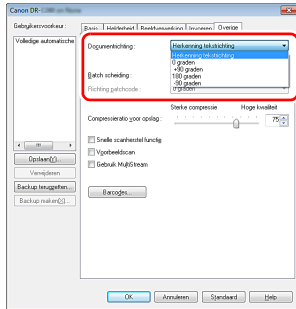 Canon DR-
Gebruikersvoorkeur:
Basis Helderheid Beeldverwerking Invoeren Overige
Volledige automatische
Documentrichting: Herkenning tekstrichting
Herkenning tekstrichting
0 graden
+90 graden
180 graden
-90 graden
Batch scheiding:
Richting patchcode: 0 graden
Sterke compressie Hoge kwaliteit
Compressieratio voor opslag: 75
Snelle scanherstel functie
Voorbeeldscan
Gebruik MultiStream
Opslaan(Y)...
Verwijderen
Backup terugzetten...
Backup maken(X)...
Barcodes...
OK Annuleren Standaard Help